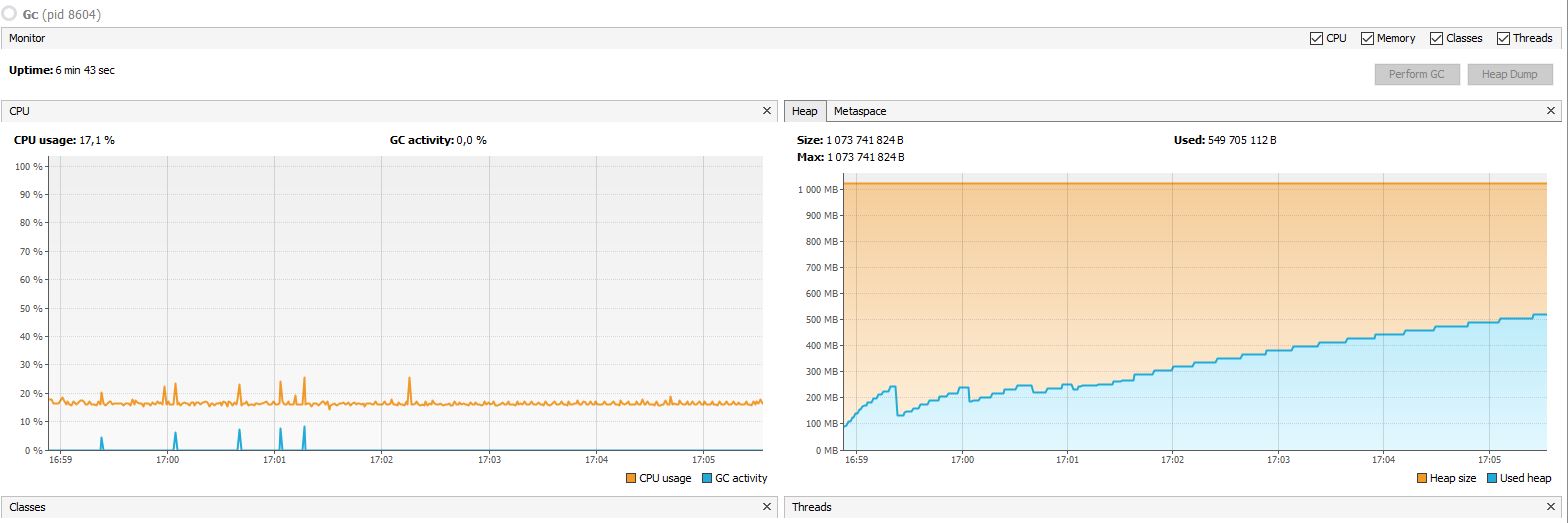 Gc (pid 8604)
Monitor
CPU Memory Classes Threads
Uptime: 6 min 43 sec
Perform GC Heap Dump
CPU
CPU usage: 17,1 % GC activity: 0,0 %
100 %
90 %
80 %
70 %
60 %
50 %
40 %
30 %
20 %
10 %
0 %
16:59 17:00 17:01 17:02 17:03 17:04 17:05
CPU usage GC activity
Heap Metaspace
Size: 1 073 741 824 B Used: 549 705 112 B
Max: 1 073 741 824 B
1 000 MB
900 MB
800 MB
700 MB
600 MB
500 MB
400 MB
300 MB
200 MB
100 MB
0 MB
16:59 17:00 17:01 17:02 17:03 17:04 17:05
Heap size Used heap
Classes
Threads